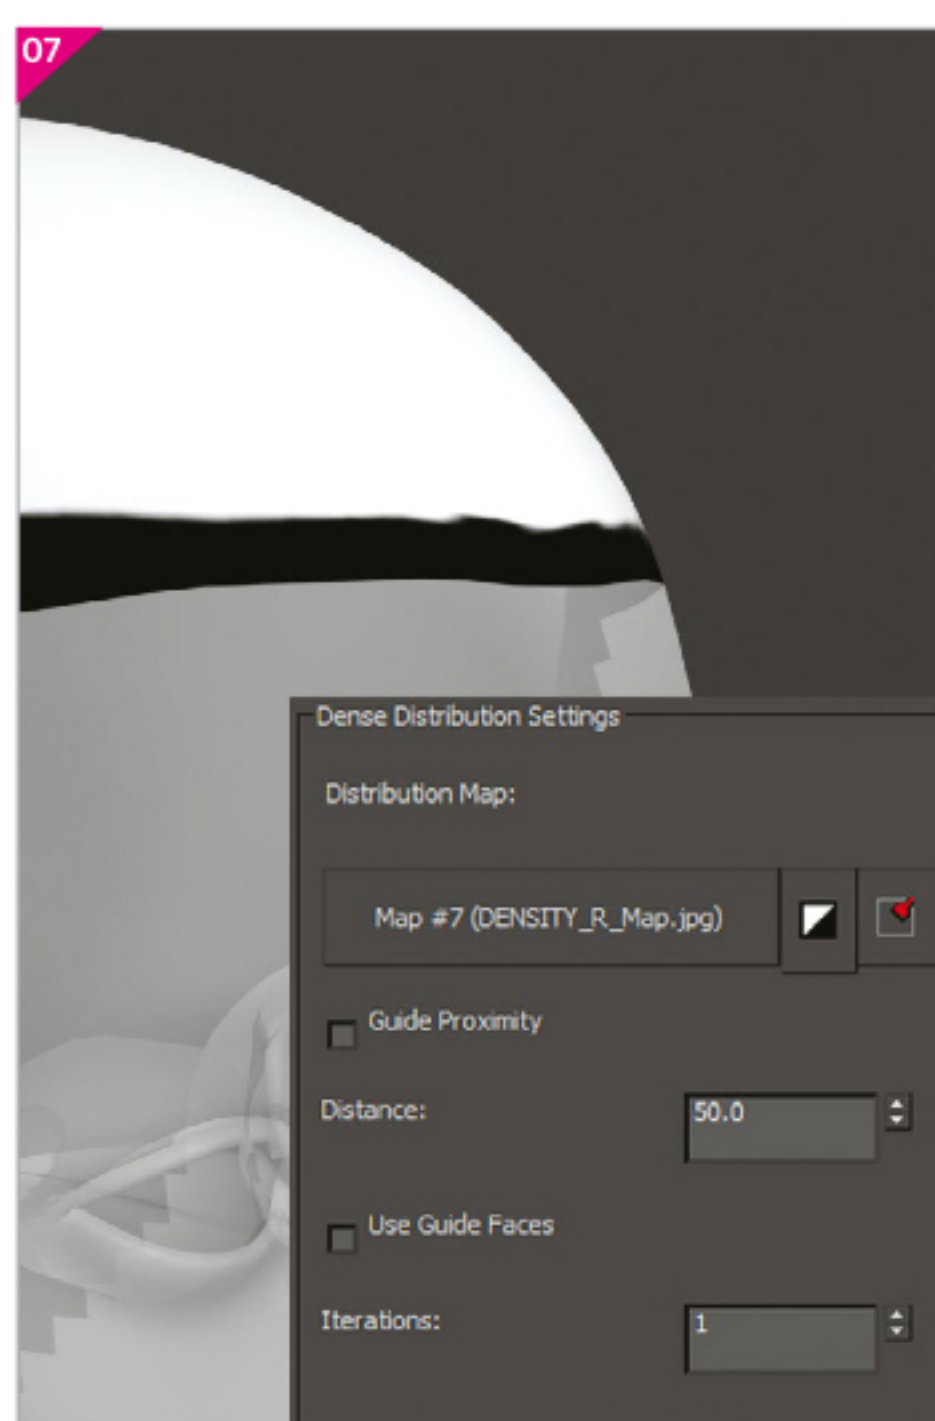 07
Dense Distribution Settings
Distribution Map:
Map #7 (DENSITY_R_Map.jpg)
Guide Proximity
Distance:
50.0
Use Guide Faces
Iterations:
1